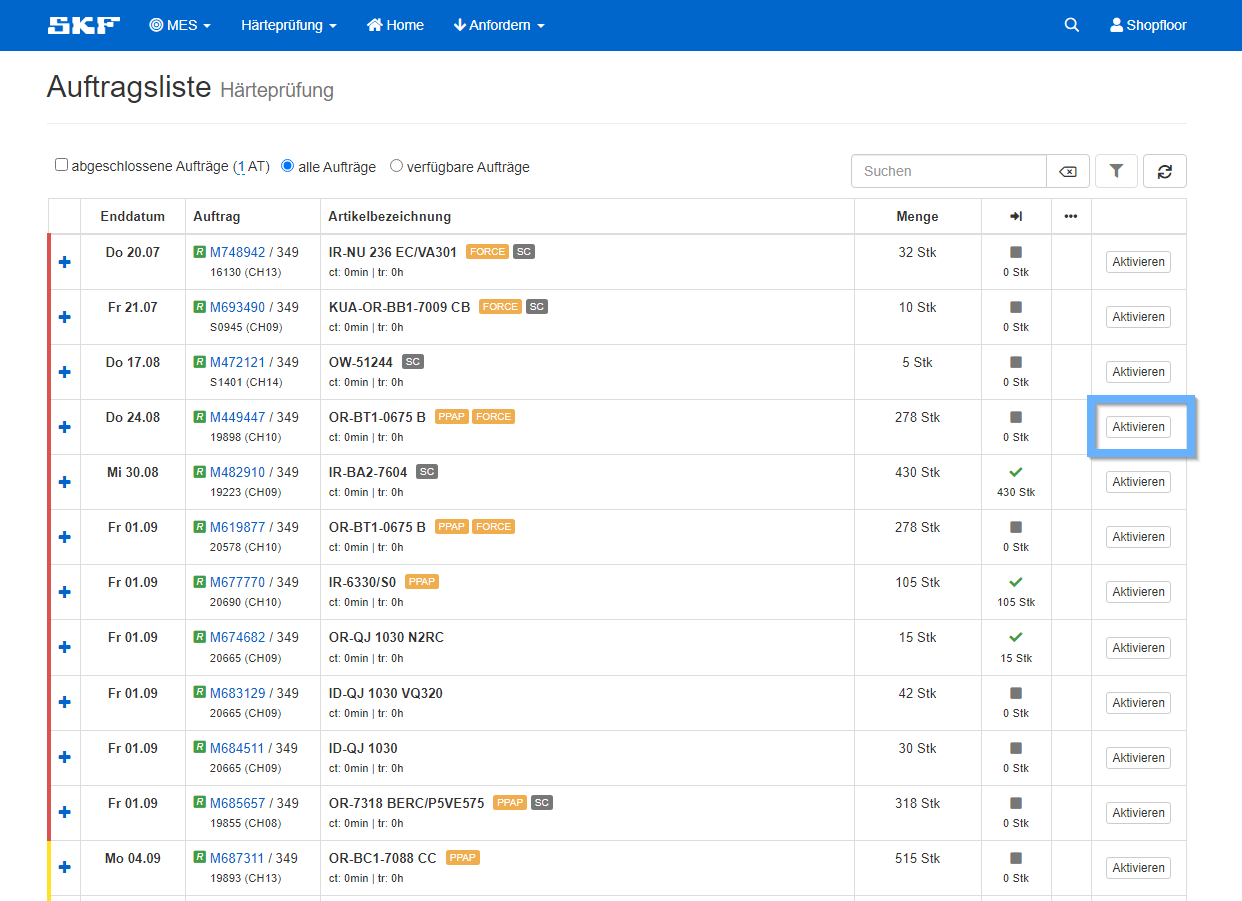 SKF MES Härteprüfung Home Anfordern Shopfloor
Auftragsliste Härteprüfung
abgeschlossene Aufträge (1 AT) alle Aufträge verfügbare Aufträge Suchen
Enddatum Auftrag Artikelbezeichnung Menge
Do 20.07 R M748942 / 349 IR-NU 236 EC/VA301 FORCE SC 32 Stk
16130 (CH13) ct: 0min | tr: 0h 0 Stk Aktivieren
Fr 21.07 R M693490 / 349 KUA-OR-BB1-7009 CB FORCE SC 10 Stk
S0945 (CH09) ct: 0min | tr: 0h 0 Stk Aktivieren
Do 17.08 R M472121 / 349 OW-51244 SC 5 Stk
S1401 (CH14) ct: 0min | tr: 0h 0 Stk Aktivieren
Do 24.08 R M449447 / 349 OR-BT1-0675 B PPAP FORCE 278 Stk
19898 (CH10) ct: 0min | tr: 0h 0 Stk Aktivieren
Mi 30.08 R M482910 / 349 IR-BA2-7604 SC 430 Stk
19223 (CH09) ct: 0min | tr: 0h 430 Stk Aktivieren
Fr 01.09 R M619877 / 349 OR-BT1-0675 B PPAP FORCE 278 Stk
20578 (CH10) ct: 0min | tr: 0h 0 Stk Aktivieren
Fr 01.09 R M677770 / 349 IR-6330/S0 PPAP 105 Stk
20690 (CH10) ct: 0min | tr: 0h 105 Stk Aktivieren
Fr 01.09 R M674682 / 349 OR-QJ 1030 N2RC 15 Stk
20665 (CH09) ct: 0min | tr: 0h 15 Stk Aktivieren
Fr 01.09 R M683129 / 349 ID-QJ 1030 VQ320 42 Stk
20665 (CH09) ct: 0min | tr: 0h 0 Stk Aktivieren
Fr 01.09 R M684511 / 349 ID-QJ 1030 30 Stk
20665 (CH09) ct: 0min | tr: 0h 0 Stk Aktivieren
Fr 01.09 R M685657 / 349 OR-7318 BERC/P5VE575 PPAP SC 318 Stk
19855 (CH08) ct: 0min | tr: 0h 0 Stk Aktivieren
Mo 04.09 R M687311 / 349 OR-BC1-7088 CC PPAP 515 Stk
19893 (CH13) ct: 0min | tr: 0h 0 Stk Aktivieren